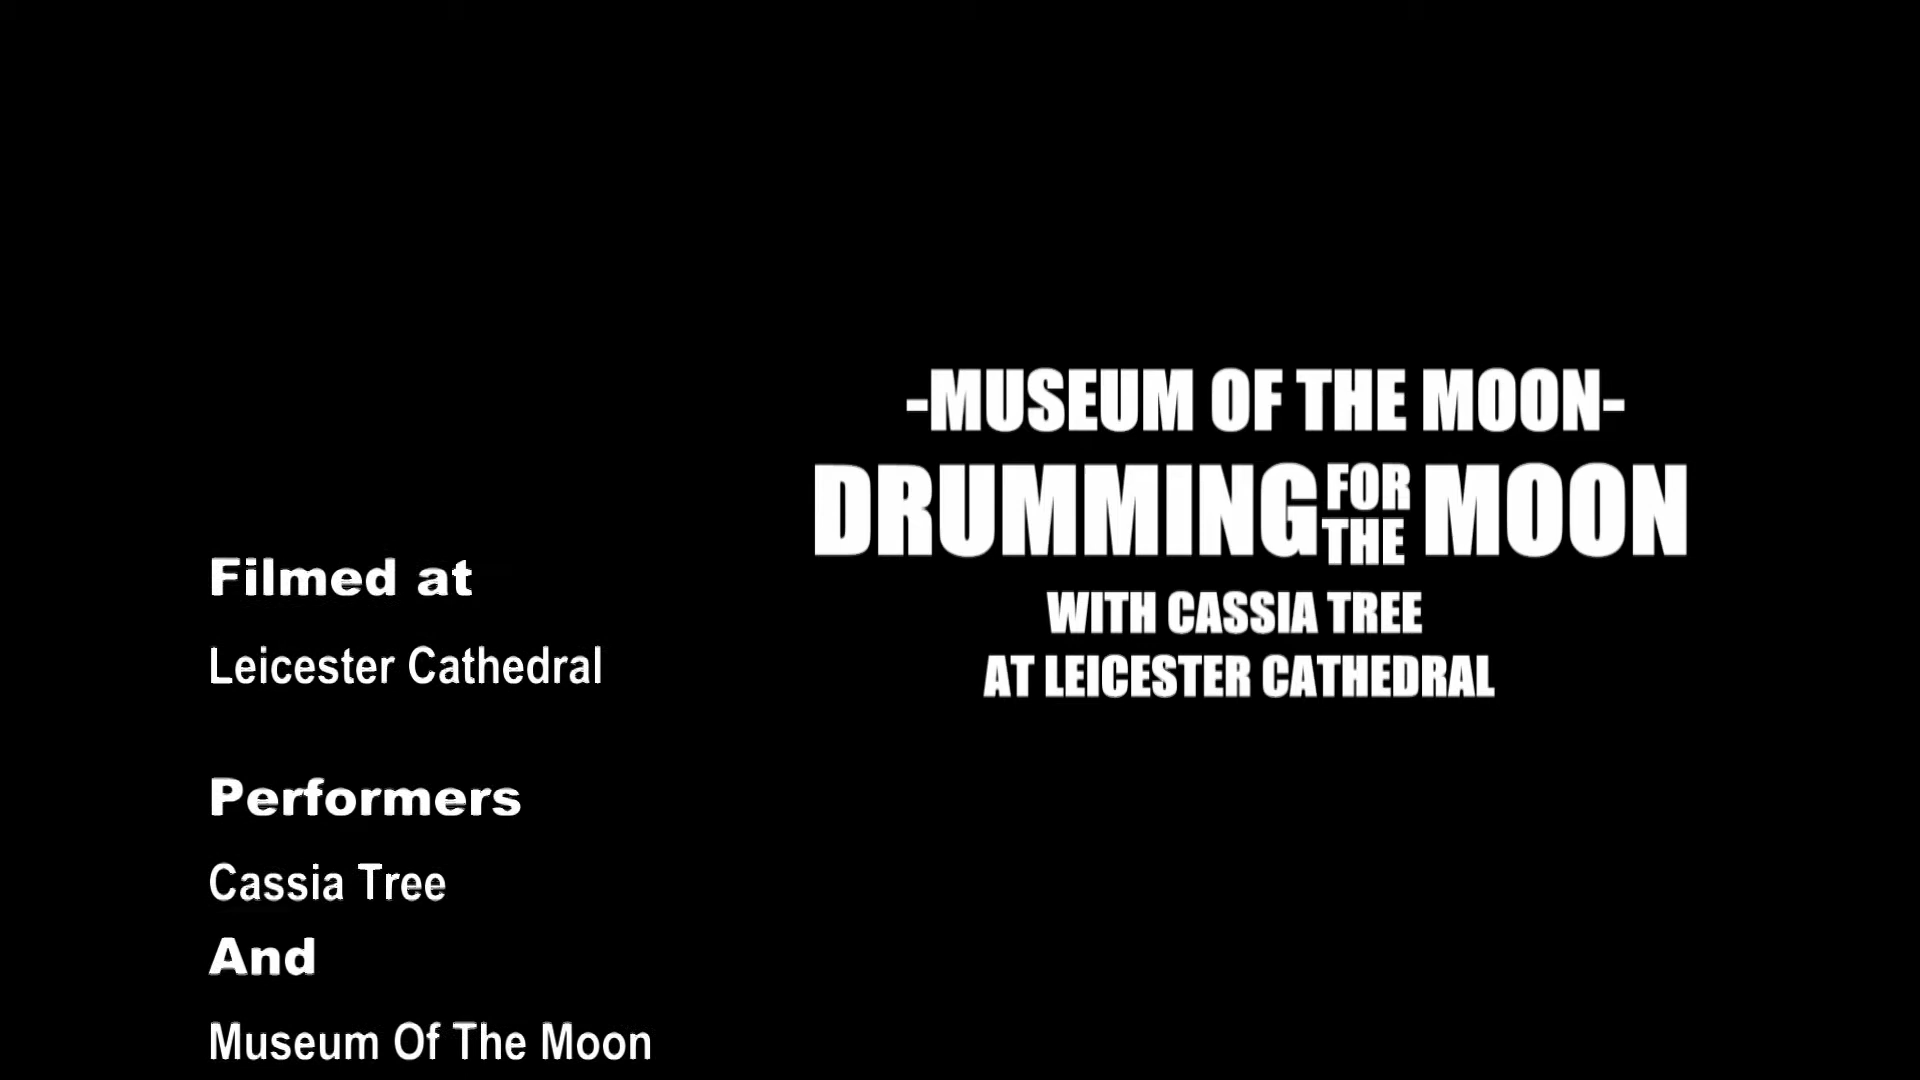 -MUSEUM OF THE MOON-
DRUMMING FOR THE MOON
WITH CASSIA TREE
AT LEICESTER CATHEDRAL
Filmed at
Leicester Cathedral
Performers
Cassia Tree
And
Museum Of The Moon